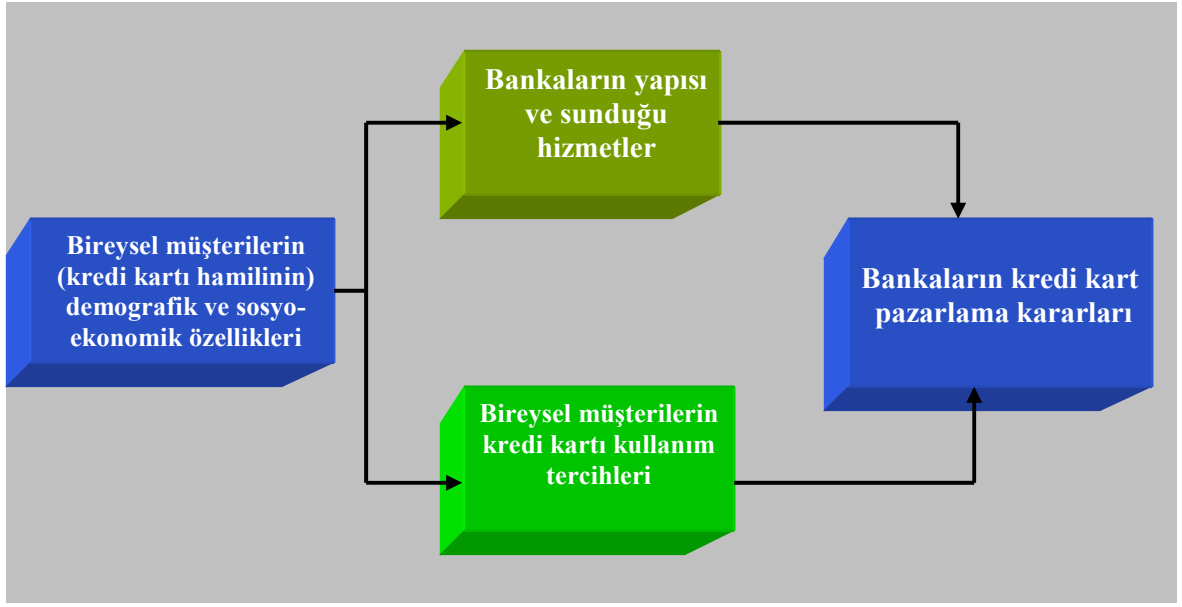 Bankaların yapısı
ve sunduğu
hizmetler
Bireysel müşterilerin
(kredi kartı hamilinin)
demografik ve sosyo-
ekonomik özellikleri
Bankaların kredi kart
pazarlama kararları
Bireysel müşterilerin
kredi kartı kullanım
tercihleri